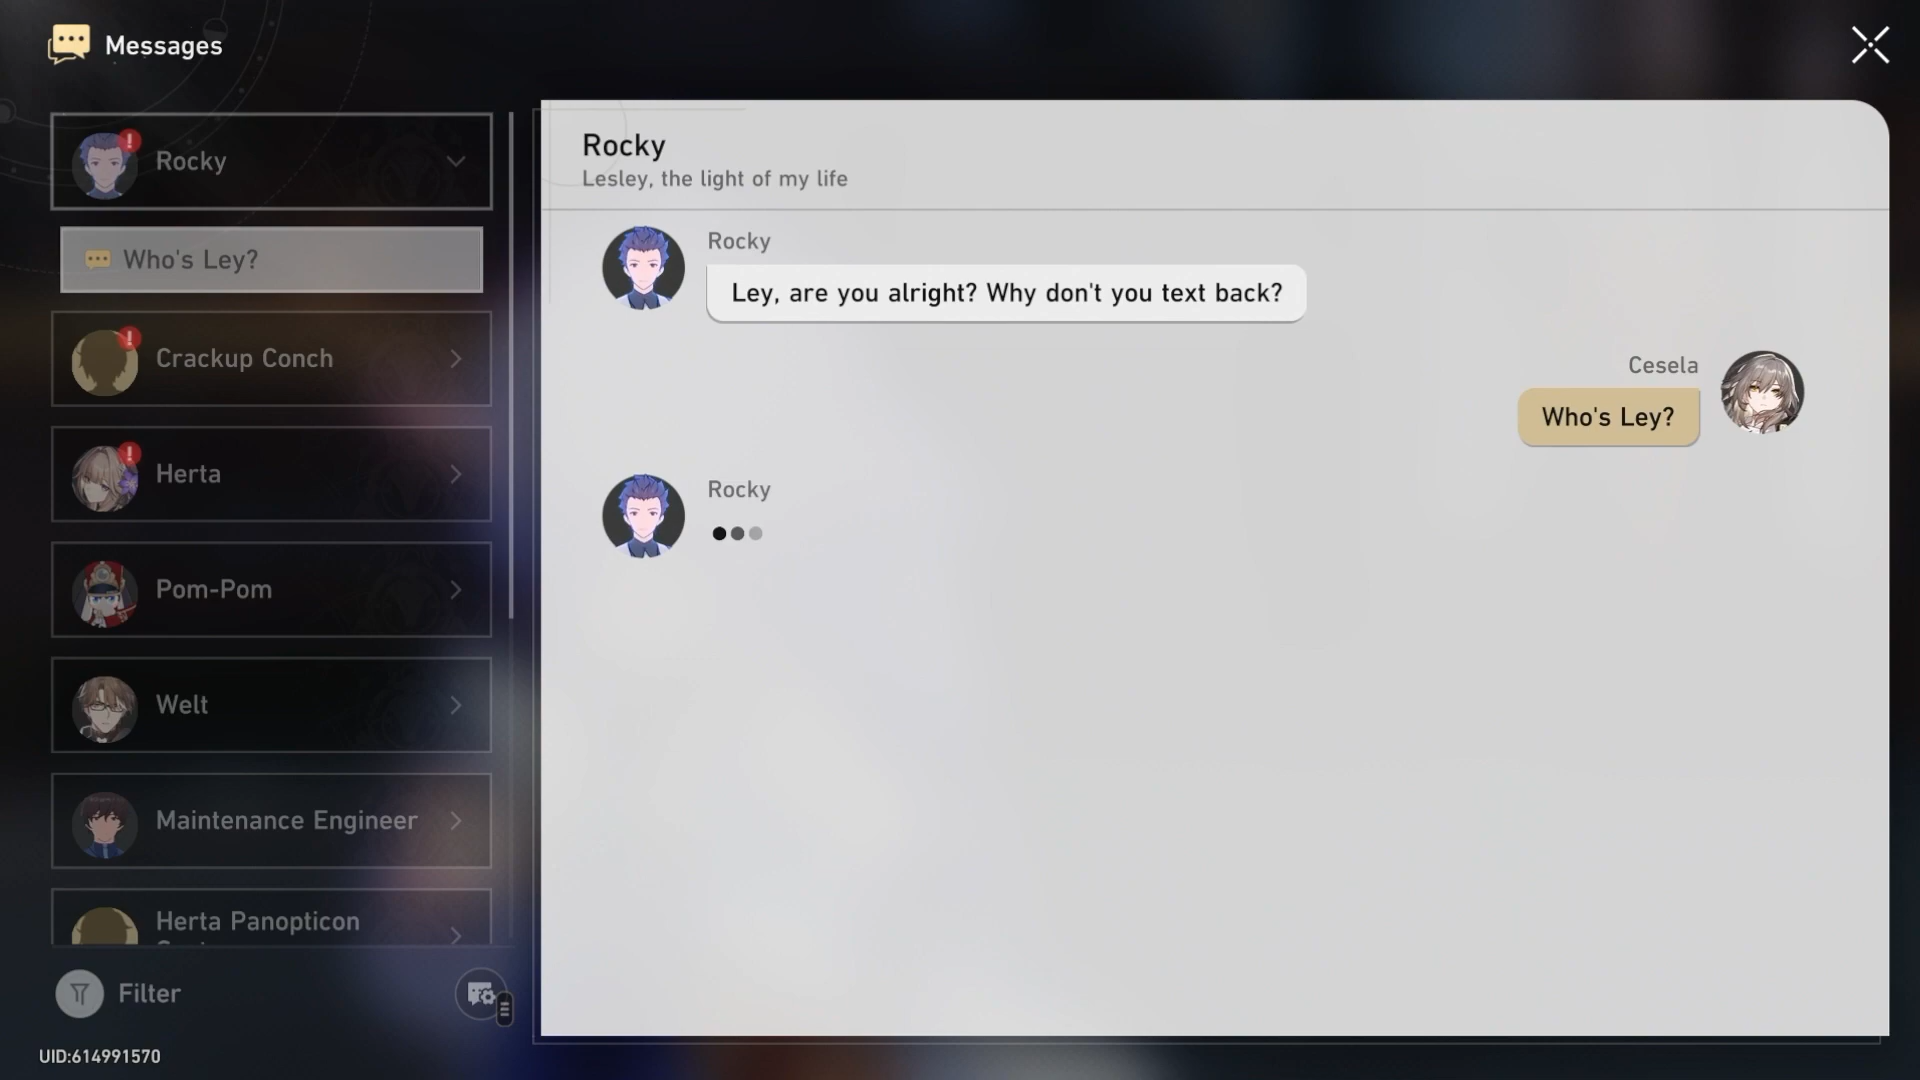 Messages
Rocky
Who's Ley?
Crackup Conch
Herta
Pom-Pom
Welt
Maintenance Engineer
Herta Panopticon
Filter
UID:614991570
Rocky
Lesley, the light of my life
Rocky
Ley, are you alright? Why don't you text back?
Cesela
Who's Ley?
Rocky